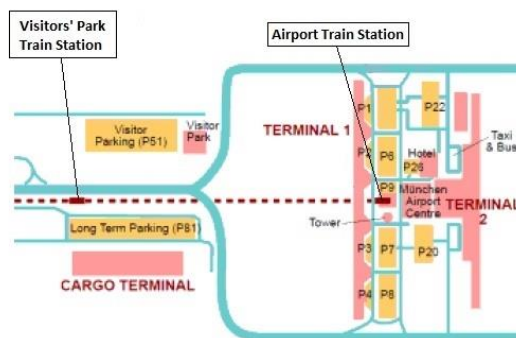 Visitors' Park
Train Station
Airport Train Station
Visitor
Parking (P51)
Visitor
Park
TERMINAL 1
P1
P22
Taxi
& Bus
P2
P6
Hotel
P26
P9
München
Airport
Centre
TERMINAL
2
Tower
Long Term Parking (P81)
P3
P7
P20
CARGO TERMINAL
P4
P8